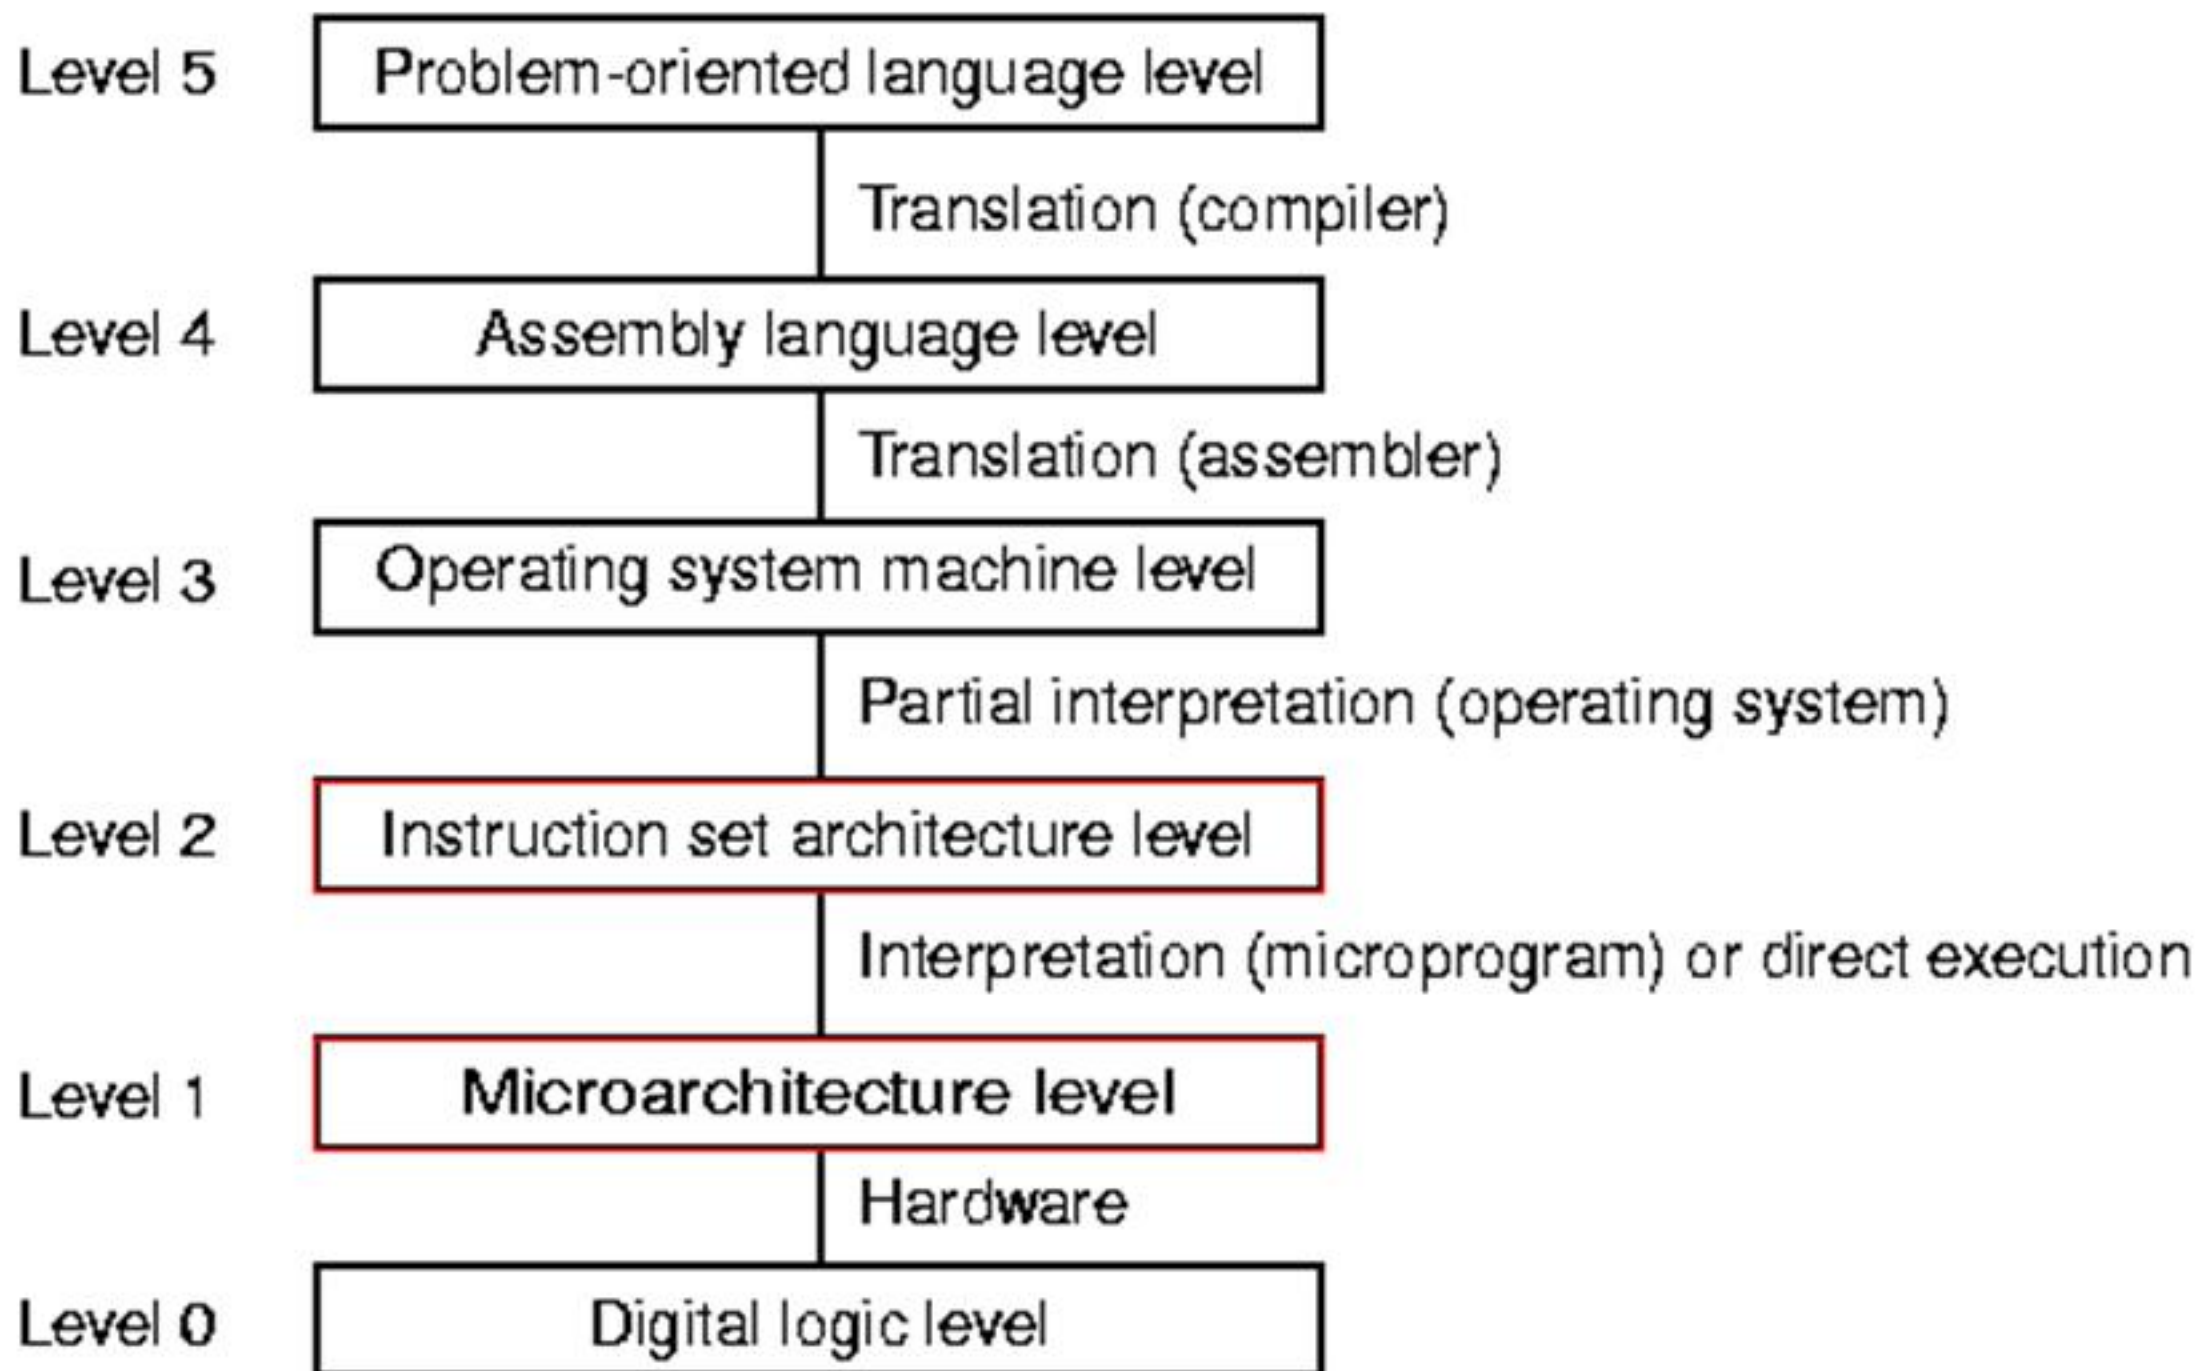 Level 5 Problem-oriented language level
Translation (compiler)
Level 4 Assembly language level
Translation (assembler)
Level 3 Operating system machine level
Partial interpretation (operating system)
Level 2 Instruction set architecture level
Interpretation (microprogram) or direct execution
Level 1 Microarchitecture level
Hardware
Level 0 Digital logic level